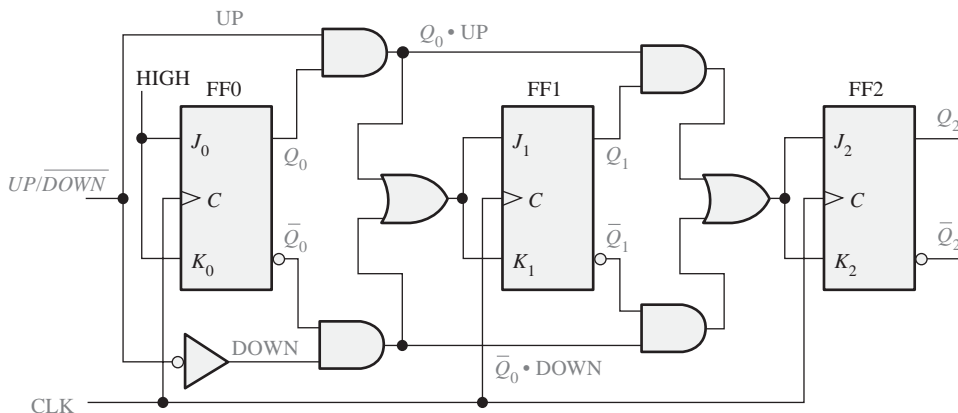 UP
Q₀ • UP
HIGH
FF0
FF1
FF2
J₀
Q₀
J₁
Q₁
J₂
Q₂
UP/D̅O̅W̅N̅
C
C
C
Q̅₀
Q̅₁
Q̅₂
K₀
K₁
K₂
DOWN
Q̅₀ • DOWN
CLK